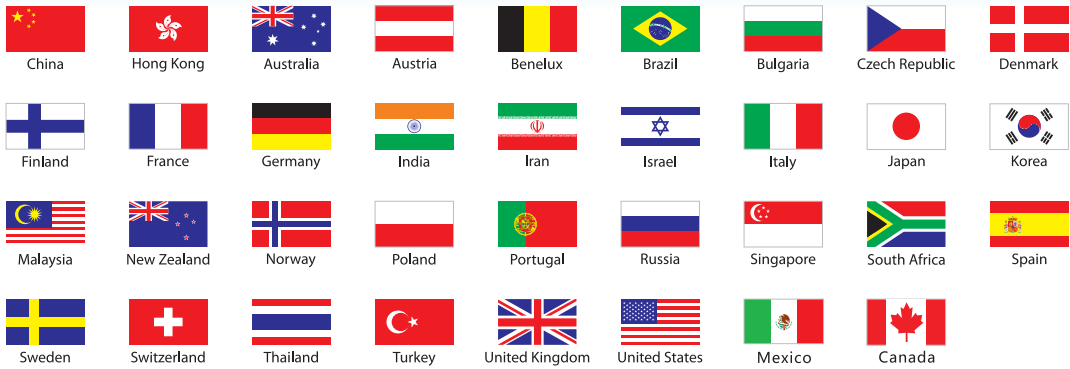 China Hong Kong Australia Austria Benelux Brazil Bulgaria Czech Republic Denmark
Finland France Germany India Iran Israel Italy Japan Korea
Malaysia New Zealand Norway Poland Portugal Russia Singapore South Africa Spain
Sweden Switzerland Thailand Turkey United Kingdom United States Mexico Canada